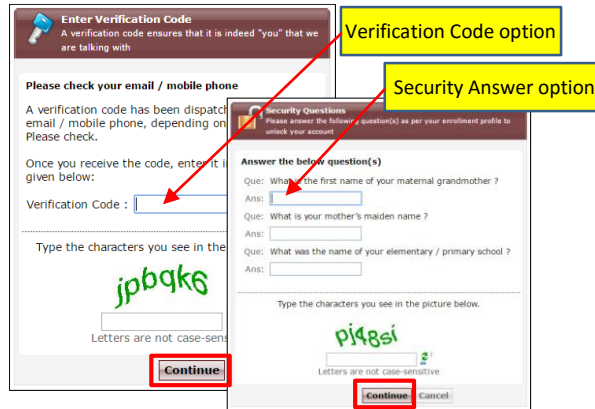 Enter Verification Code
A verification code ensures that it is indeed "you" that we
are talking with
Please check your email / mobile phone
A verification code has been dispatc
email / mobile phone, depending on
Please check.
Once you receive the code, enter it i
given below:
Verification Code :
Type the characters you see in the
jpbqk6
Letters are not case-sens
Continue
Verification Code option
Security Answer option
Security Questions
Please answer the following question(s) as per your enrollment profile to
unlock your account
Answer the below question(s)
Que: What is the first name of your maternal grandmother ?
Ans:
Que: What is your mother's maiden name ?
Ans:
Que: What was the name of your elementary / primary school ?
Ans:
Type the characters you see in the picture below.
pj48si
Letters are not case-sensitive
Continue Cancel